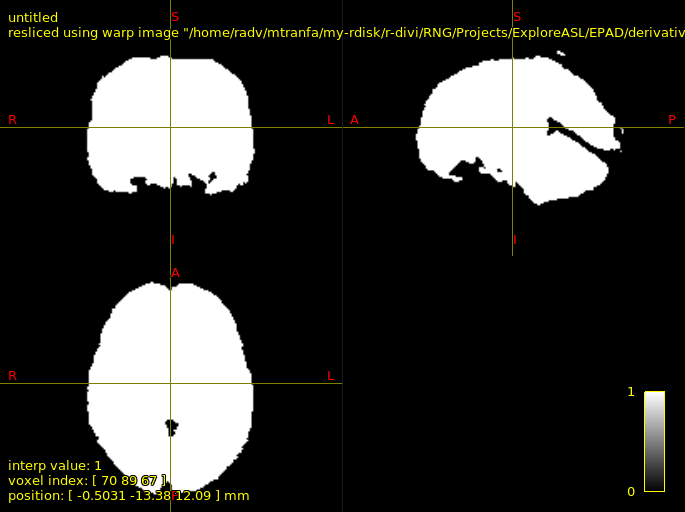 untitled
resliced using warp image "/home/radv/mtranfa/my-rdisk/r-divi/RNG/Projects/ExploreASL/EPAD/derivativ
S
S
R
L
A
P
I
I
A
R
L
1
interp value: 1
voxel index: [ 70 89 67 ]
0
position: [ -0.5031 -13.38 12.09 ] mm